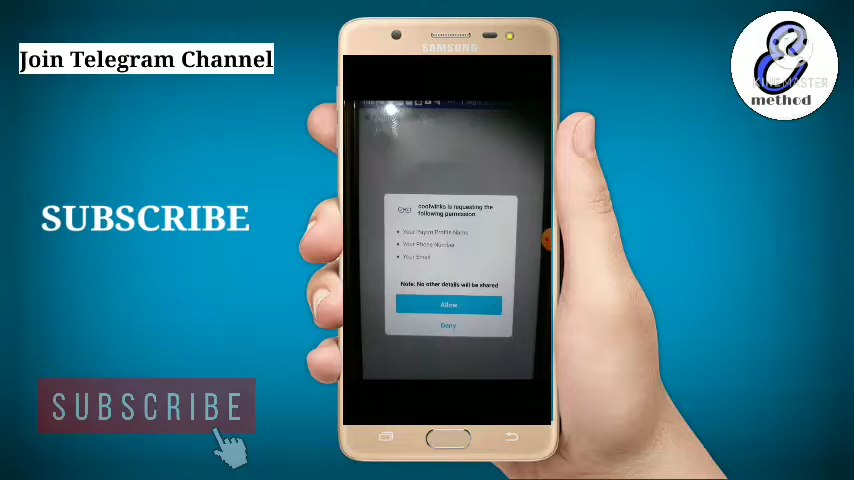 Join Telegram Channel
SAMSUNG
KINEMASTER
method
coolwinks is requesting the
following permission
Your Paytm Profile Name
Your Phone Number
Your Email
Note: No other details will be shared
Allow
Deny
SUBSCRIBE
SUBSCRIBE